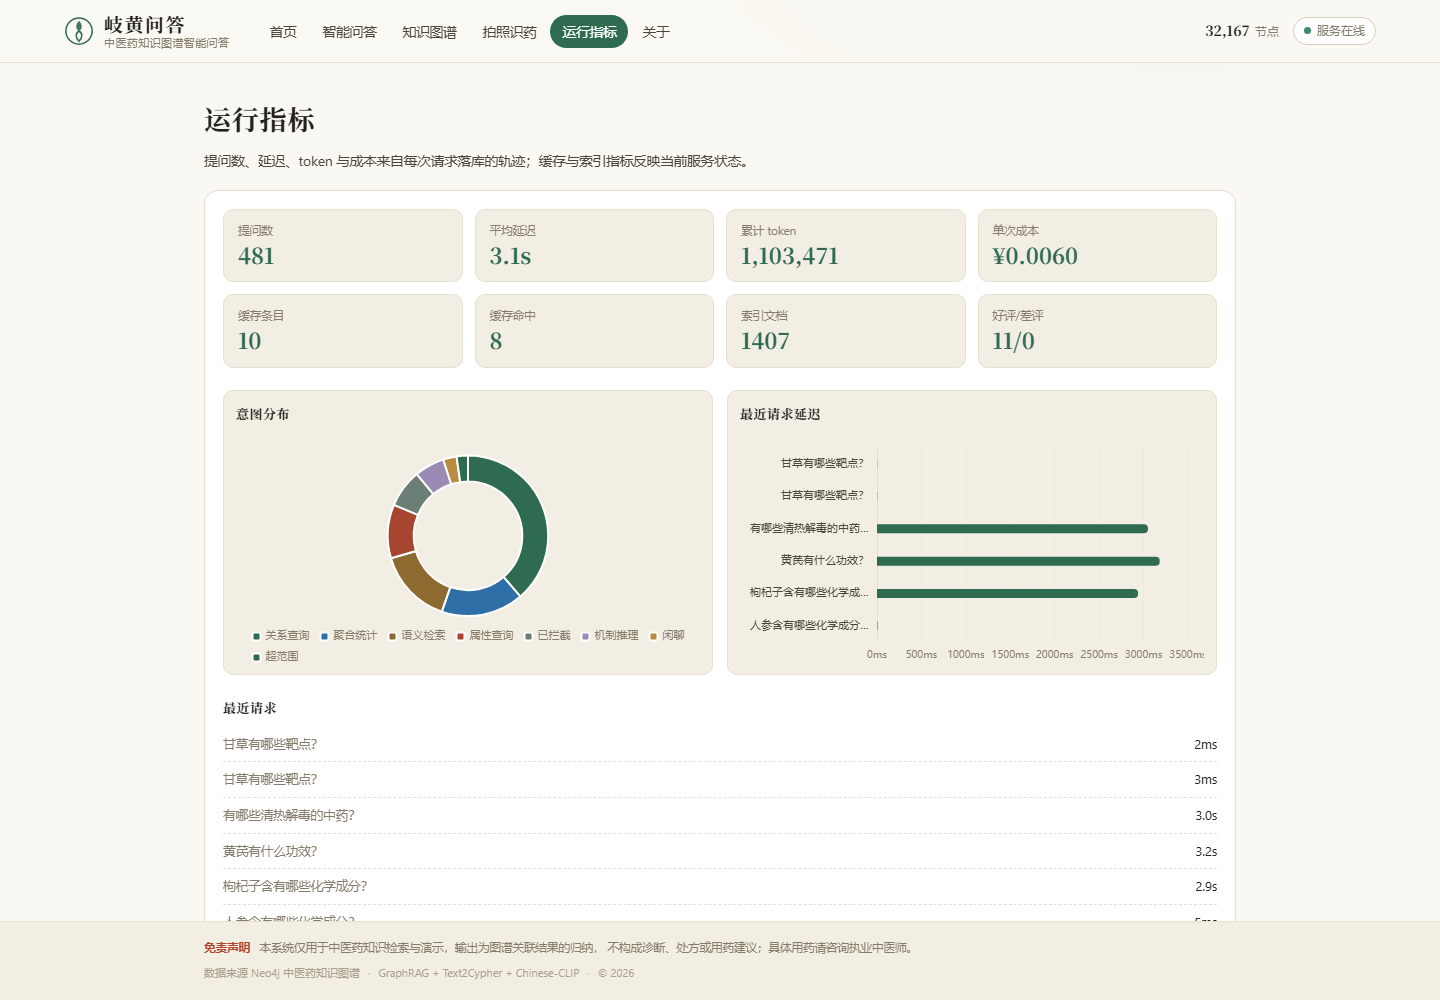 岐黄问答
中医药知识图谱智能问答
首页
智能问答
知识图谱
拍照识药
运行指标
关于
32,167 节点
服务在线
运行指标
提问数、延迟、token 与成本来自每次请求落库的轨迹；缓存与索引指标反映当前服务状态。
提问数
481
平均延迟
3.1s
累计 token
1,103,471
单次成本
¥0.0060
缓存条目
10
缓存命中
8
索引文档
1407
好评/差评
11/0
意图分布
关系查询
聚合统计
语义检索
属性查询
已拦截
机制推理
闲聊
超范围
最近请求延迟
甘草有哪些靶点?
甘草有哪些靶点?
有哪些清热解毒的中药...
黄芪有什么功效?
枸杞子含有哪些化学成...
人参含有哪些化学成分...
0ms
500ms
1000ms
1500ms
2000ms
2500ms
3000ms
3500ms
最近请求
甘草有哪些靶点?
2ms
甘草有哪些靶点?
3ms
有哪些清热解毒的中药?
3.0s
黄芪有什么功效?
3.2s
枸杞子含有哪些化学成分?
2.9s
人参含有哪些化学成分?
5ms
免责声明 本系统仅用于中医药知识检索与演示，输出为图谱关联结果的归纳， 不构成诊断、处方或用药建议；具体用药请咨询执业中医师。
数据来源 Neo4j 中医药知识图谱 · GraphRAG + Text2Cypher + Chinese-CLIP · © 2026